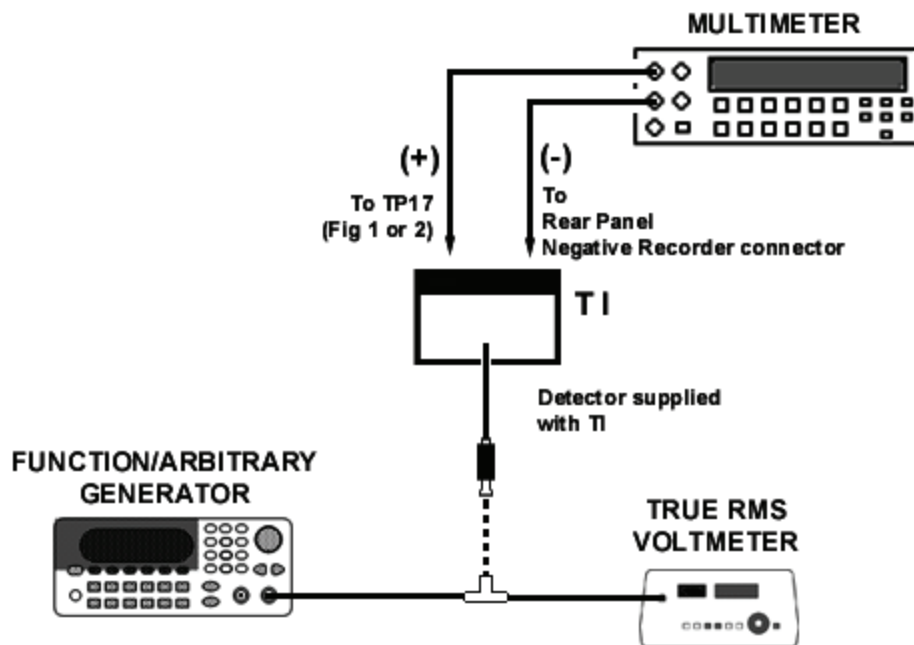 MULTIMETER
(+)
To TP17
(Fig 1 or 2)
(-)
To
Rear Panel
Negative Recorder connector
TI
Detector supplied
with TI
FUNCTION/ARBITRARY
GENERATOR
TRUE RMS
VOLTMETER